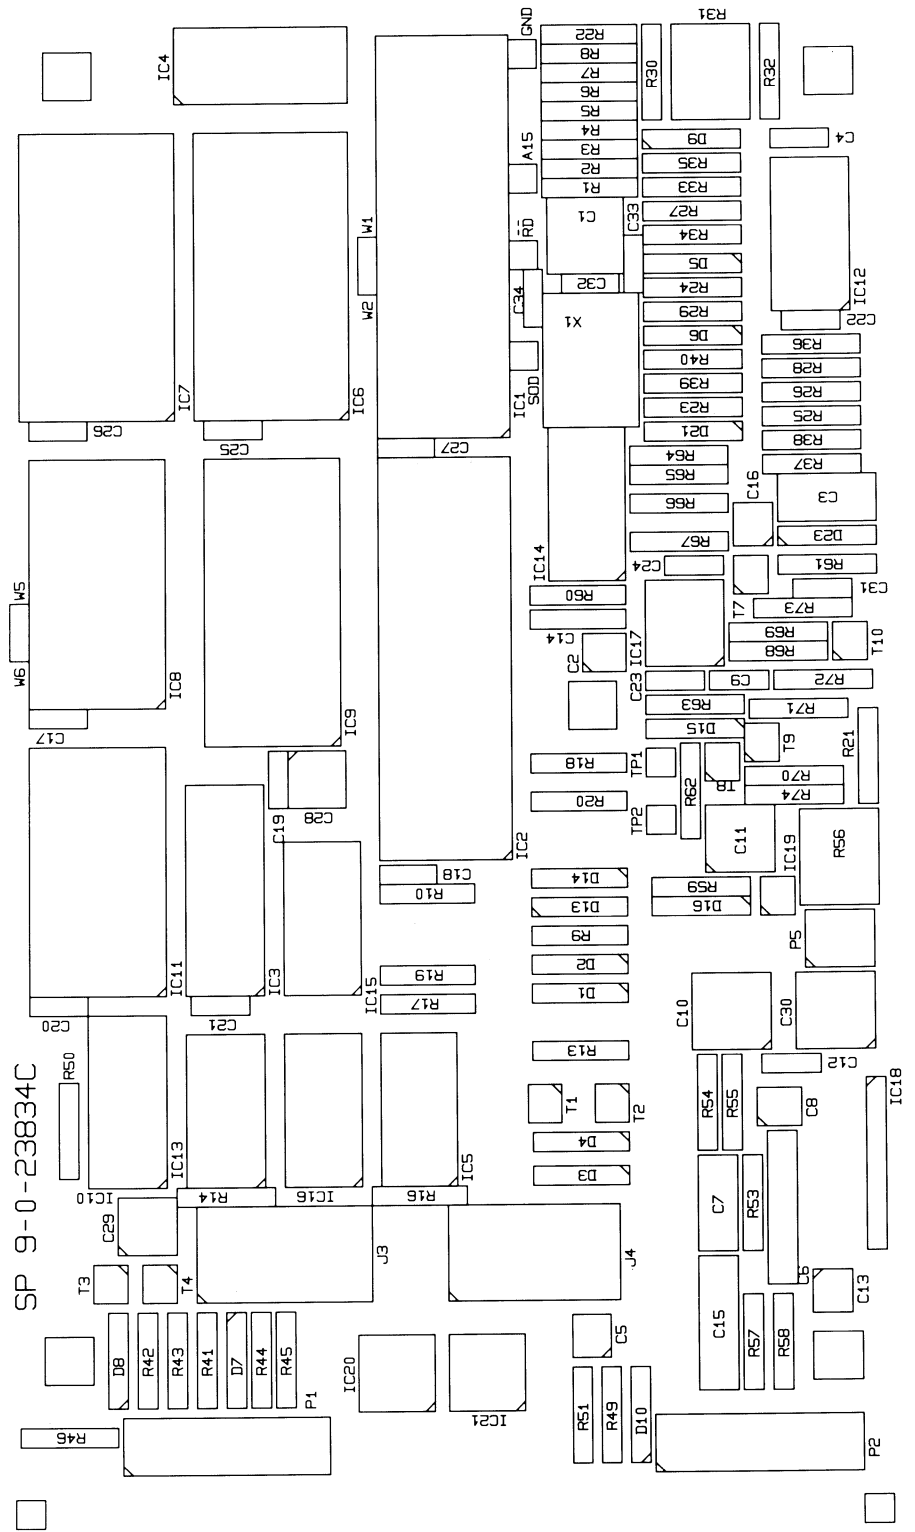 R31
GND
R22
R8
R7
R6
R5
R4
R3
R2
R1
IC4
R30
R32
A15
D9
C4
R35
R33
R27
R34
W1
W2
RD
C1
C33
D5
IC12
C34
C32
R24
R29
C22
X1
D6
R36
R40
R28
R39
R26
SOD
R23
R25
IC7
IC6
IC1
D21
R38
C26
C25
C27
R64
R37
R65
C16
C3
R66
D23
R67
IC14
C24
R61
W5
R60
T7
C31
R73
C14
W6
IC8
C2
IC17
R69
R68
T10
C23
C9
R72
C17
IC9
R63
R71
D15
T9
R21
R18
TP1
T8
R70
C28
R20
R62
R74
C19
TP2
C11
IC19
R56
IC2
C18
D14
R10
R59
D13
D16
R9
P5
D2
IC11
IC3
IC15
R19
D1
R17
C10
C30
C20
C21
R13
C12
R50
R54
R55
IC18
T1
T2
C8
SP 9-0-23834C
D4
IC13
IC5
D3
IC10
R14
IC16
R16
C7
R53
C29
J3
J4
T3
T4
C6
C13
C15
D8
R42
R43
R41
D7
R44
R45
IC20
C5
R57
R58
P1
IC21
R51
R49
D10
R46
P2